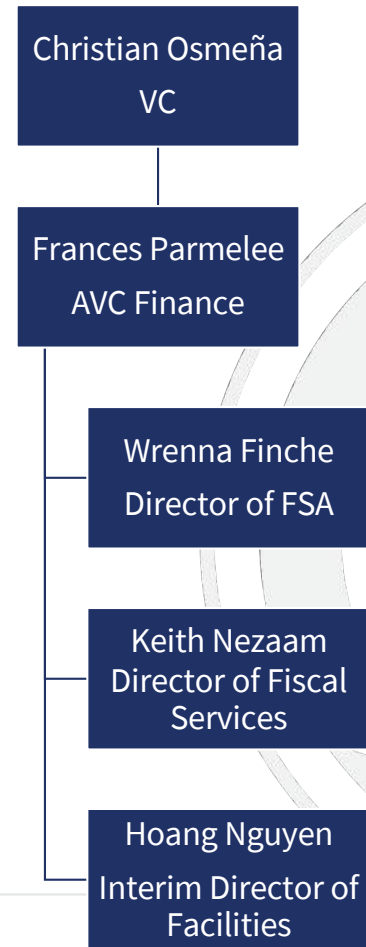 Christian Osmeña
VC
Frances Parmelee
AVC Finance
Wrenna Finche
Director of FSA
Keith Nezaam
Director of Fiscal
Services
Hoang Nguyen
Interim Director of
Facilities